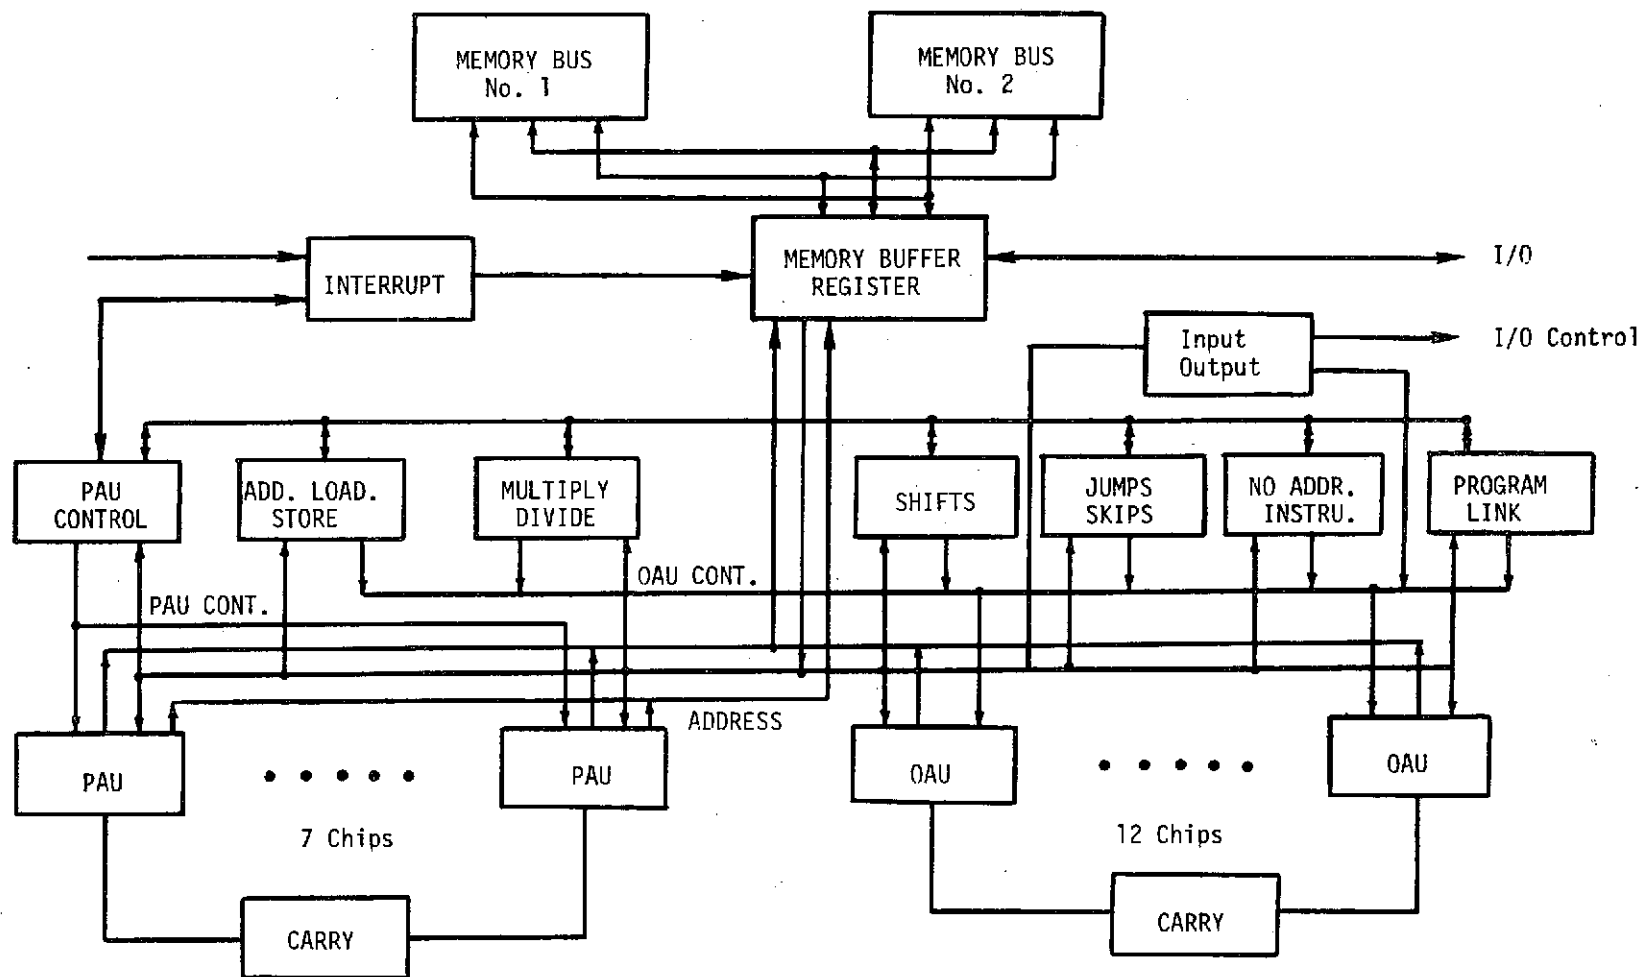 MEMORY BUS
No. 1
MEMORY BUS
No. 2
INTERRUPT
MEMORY BUFFER
REGISTER
I/O
Input
Output
I/O Control
PAU
CONTROL
ADD. LOAD.
STORE
MULTIPLY
DIVIDE
SHIFTS
JUMPS
SKIPS
NO ADDR.
INSTRU.
PROGRAM
LINK
OAU CONT.
PAU CONT.
ADDRESS
PAU
PAU
OAU
OAU
7 Chips
12 Chips
CARRY
CARRY